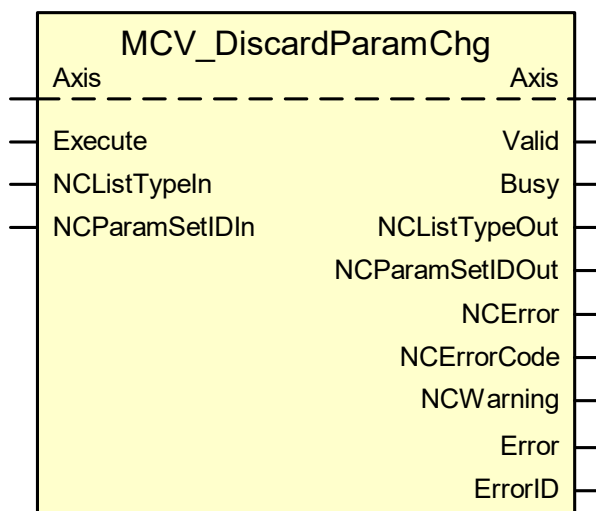 MCV_DiscardParamChg
Axis Axis
Execute Valid
NCListTypeIn Busy
NCParamSetIDIn NCListTypeOut
NCParamSetIDOut
NCError
NCErrorCode
NCWarning
Error
ErrorID